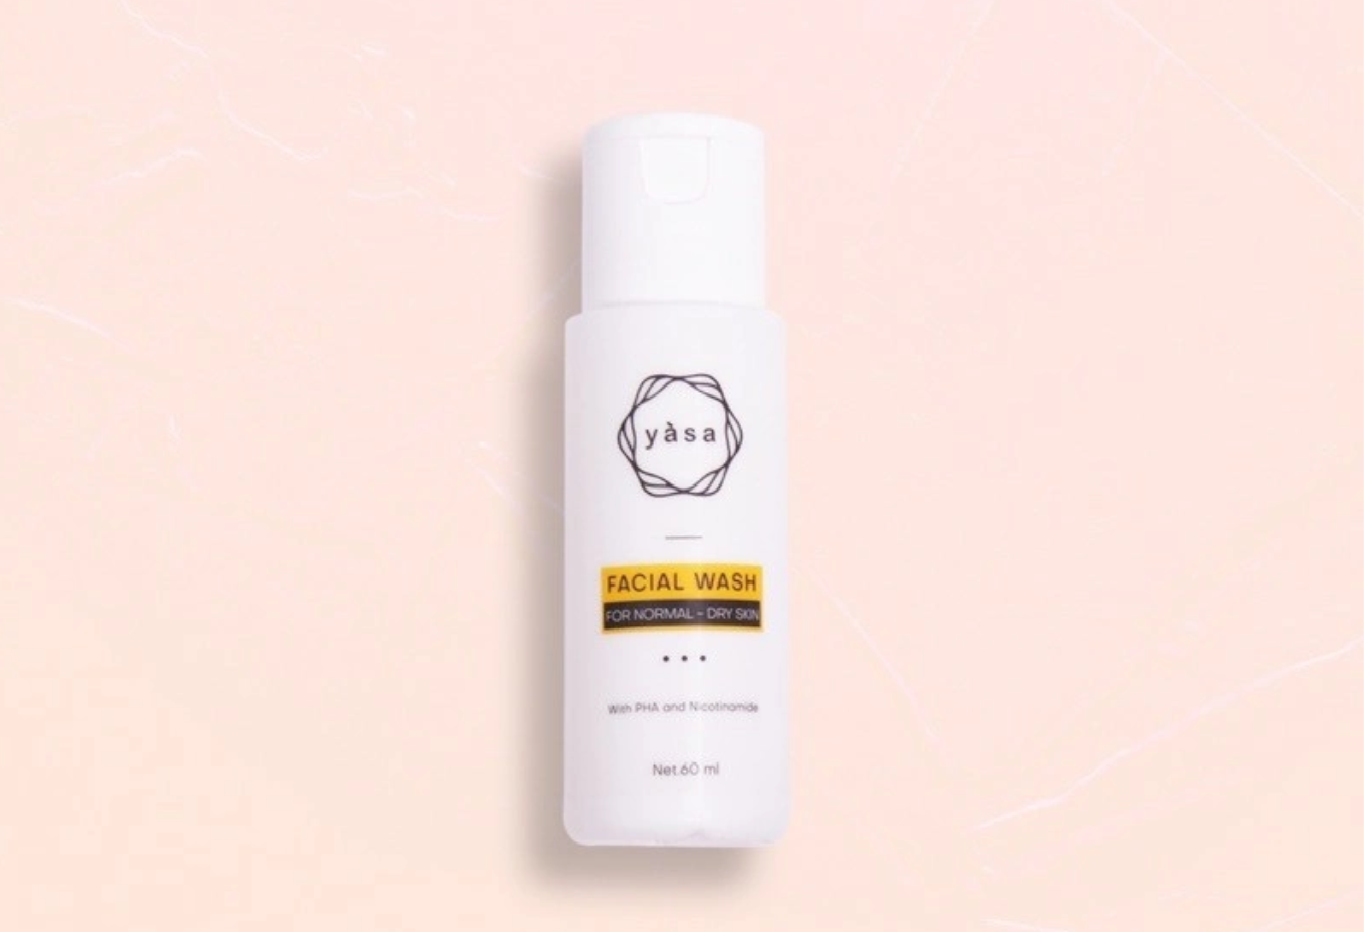 yàsa
FACIAL WASH
FOR NORMAL - DRY SKIN
With PHA and Nicotinamide
Net.60 ml